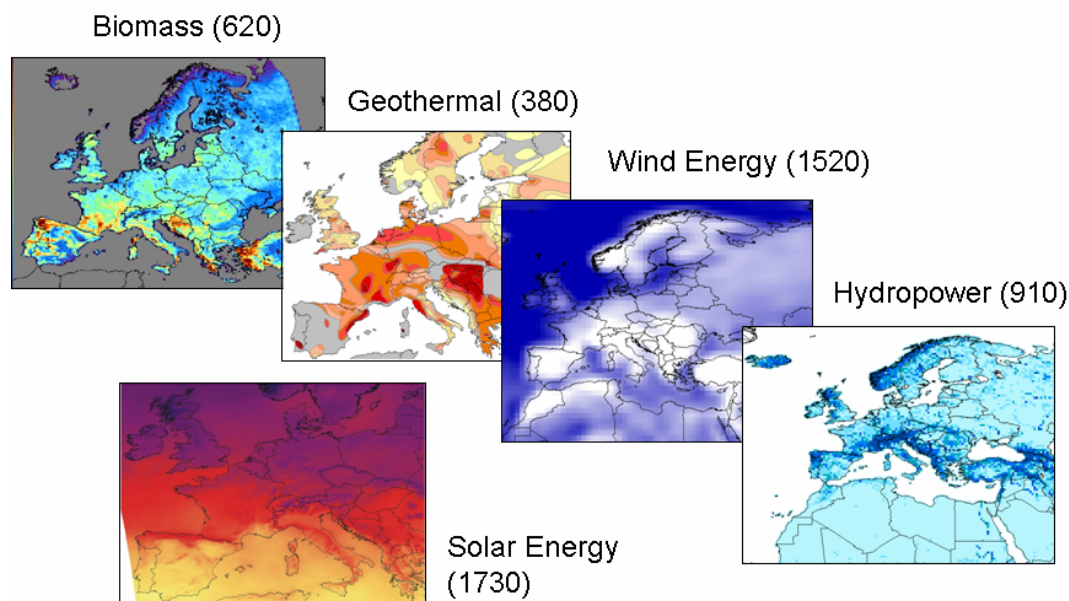 Biomass (620)
Geothermal (380)
Wind Energy (1520)
Hydropower (910)
Solar Energy
(1730)